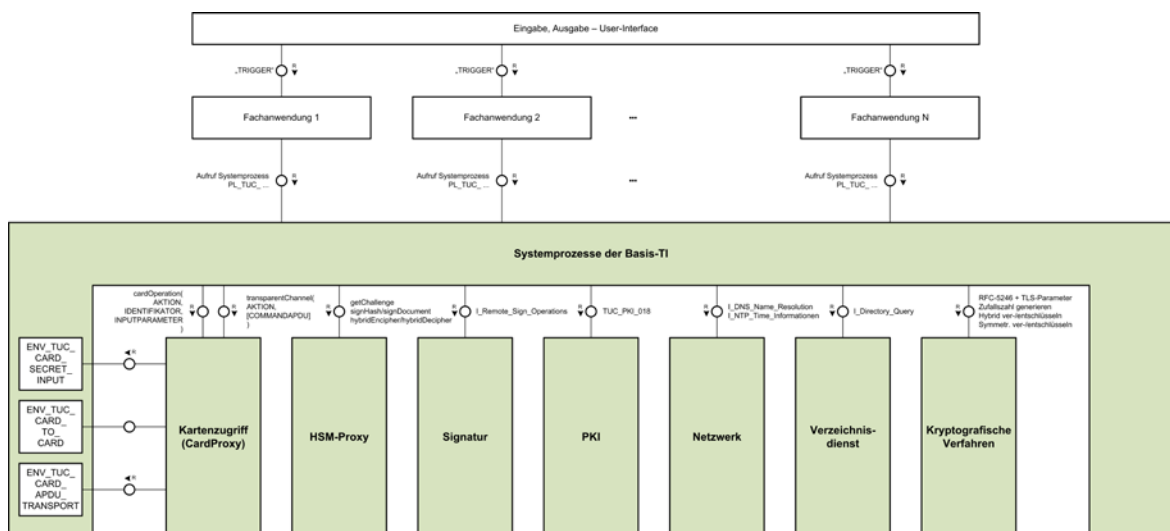 Eingabe, Ausgabe – User-Interface
„TRIGGER“
R
„TRIGGER“
R
„TRIGGER“
R
Fachanwendung 1
Fachanwendung 2
...
Fachanwendung N
Aufruf Systemprozess
PL_TUC_ ...
R
Aufruf Systemprozess
PL_TUC_ ...
R
...
Aufruf Systemprozess
PL_TUC_ ...
R
Systemprozesse der Basis-TI
cardOperation(
AKTION,
IDENTIFIKATOR,
INPUTPARAMETER
)
R
R
transparentChannel(
AKTION,
[COMMANDAPDU]
)
R
getChallenge
signHash/signDocument
hybridEncipher/hybridDecipher
R
I_Remote_Sign_Operations
R
TUC_PKI_018
R
I_DNS_Name_Resolution
I_NTP_Time_Informationen
R
I_Directory_Query
R
RFC-5246 + TLS-Parameter
Zufallszahl generieren
Hybrid ver-/entschlüseln
Symmetr. ver-/entschlüseln
ENV_TUC_
CARD_
SECRET_
INPUT
R
ENV_TUC_
CARD_
TO_
CARD
ENV_TUC_
CARD_
APDU_
TRANSPORT
R
Kartenzugriff
(CardProxy)
HSM-Proxy
Signatur
PKI
Netzwerk
Verzeichnis-
dienst
Kryptografische
Verfahren